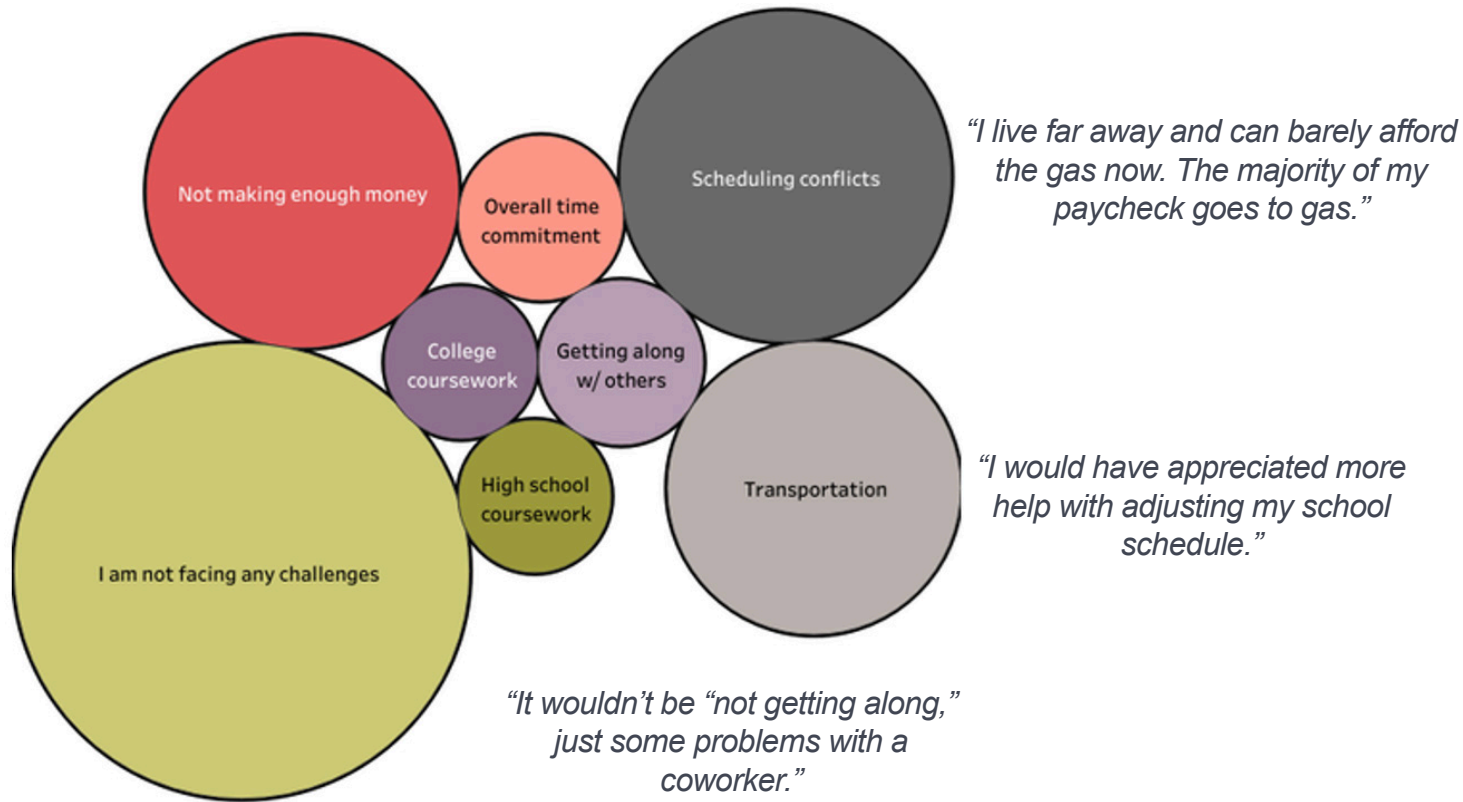 Not making enough money
Overall time
commitment
Scheduling conflicts
“I live far away and can barely afford
the gas now. The majority of my
paycheck goes to gas.”
College
coursework
Getting along
w/ others
High school
coursework
Transportation
“I would have appreciated more
help with adjusting my school
schedule.”
I am not facing any challenges
“It wouldn’t be “not getting along,”
just some problems with a
coworker.”